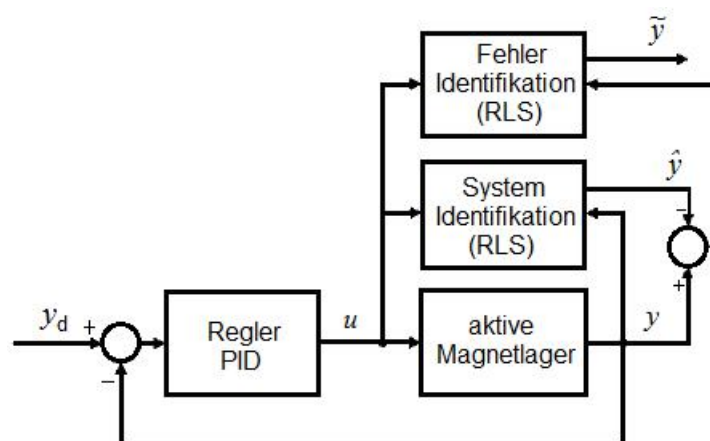 Fehler
Identifikation
(RLS)
ỹ
System
Identifikation
(RLS)
ŷ
−
+
y_d
+
−
Regler
PID
u
aktive
Magnetlager
y